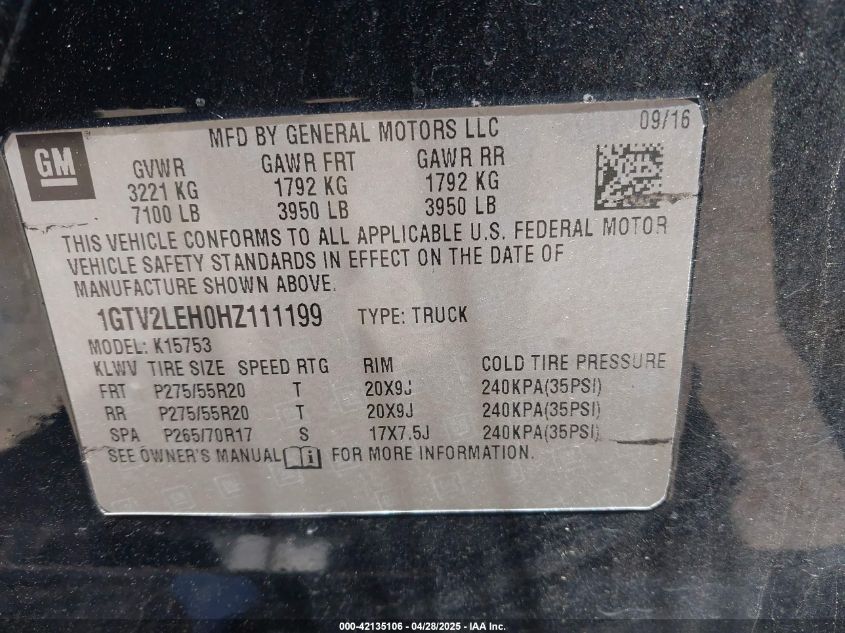 GM
MFD BY GENERAL MOTORS LLC
09/16
GVWR GAWR FRT GAWR RR
3221 KG 1792 KG 1792 KG
7100 LB 3950 LB 3950 LB
THIS VEHICLE CONFORMS TO ALL APPLICABLE U.S. FEDERAL MOTOR
VEHICLE SAFETY STANDARDS IN EFFECT ON THE DATE OF
MANUFACTURE SHOWN ABOVE.
1GTV2LEH0HZ111199 TYPE: TRUCK
MODEL: K15753
KLWV TIRE SIZE SPEED RTG RIM COLD TIRE PRESSURE
FRT P275/55R20 T 20X9J 240KPA(35PSI)
RR P275/55R20 T 20X9J 240KPA(35PSI)
SPA P265/70R17 S 17X7.5J 240KPA(35PSI)
SEE OWNER'S MANUAL i FOR MORE INFORMATION.
000-42135106 - 04/28/2025 - IAA Inc.